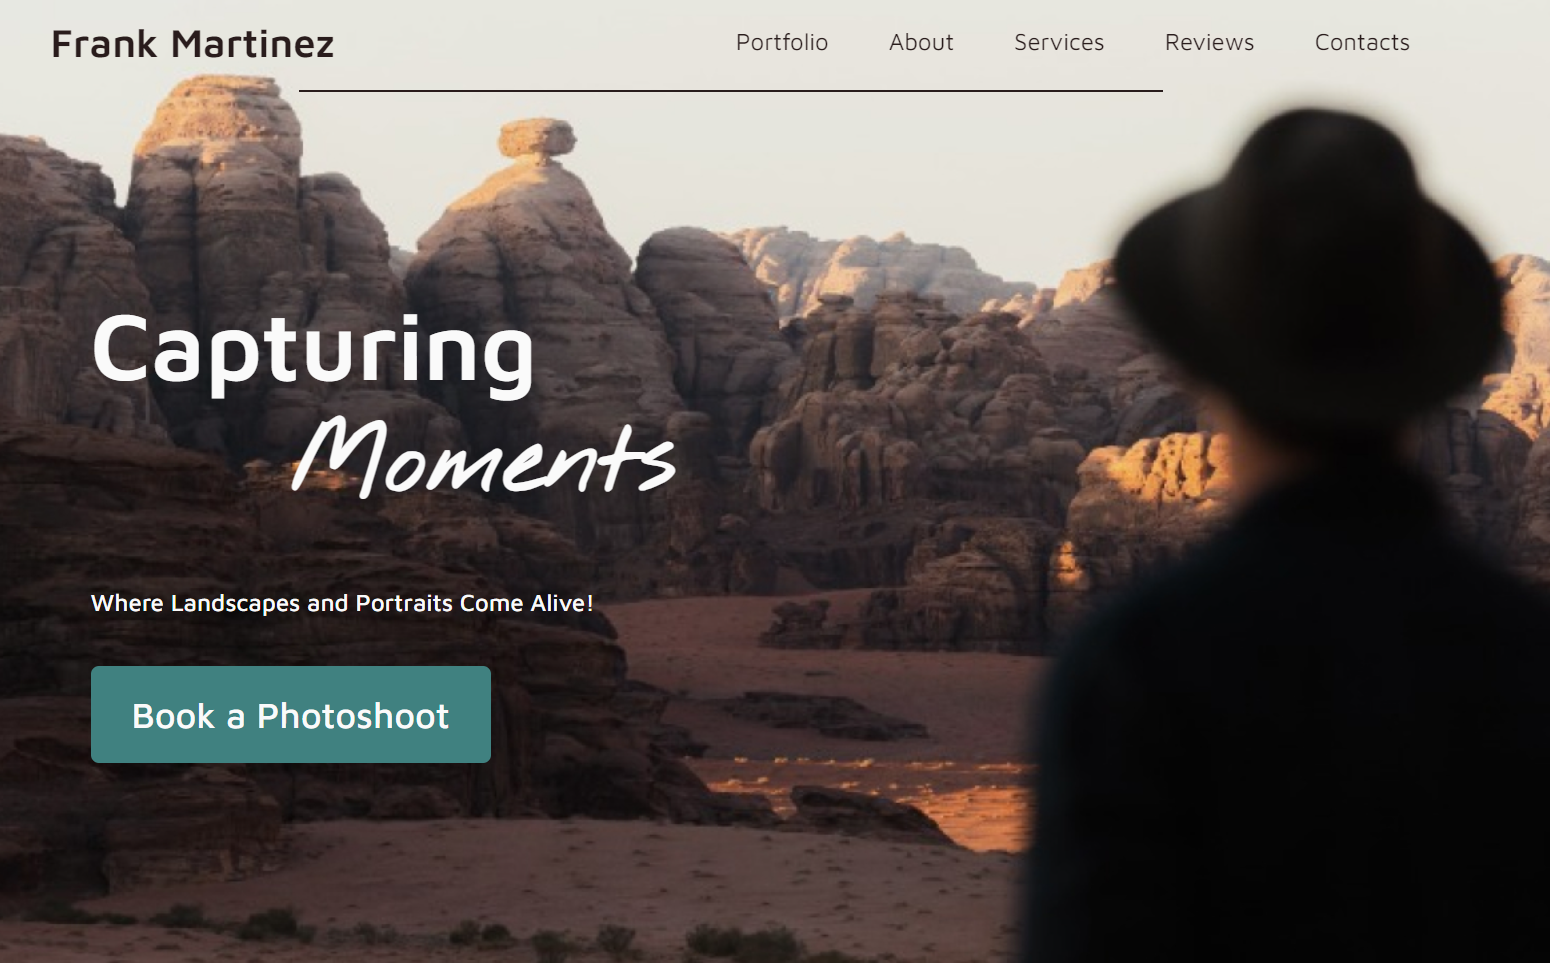 Frank Martinez
Portfolio About Services Reviews Contacts
Capturing
Moments
Where Landscapes and Portraits Come Alive!
Book a Photoshoot